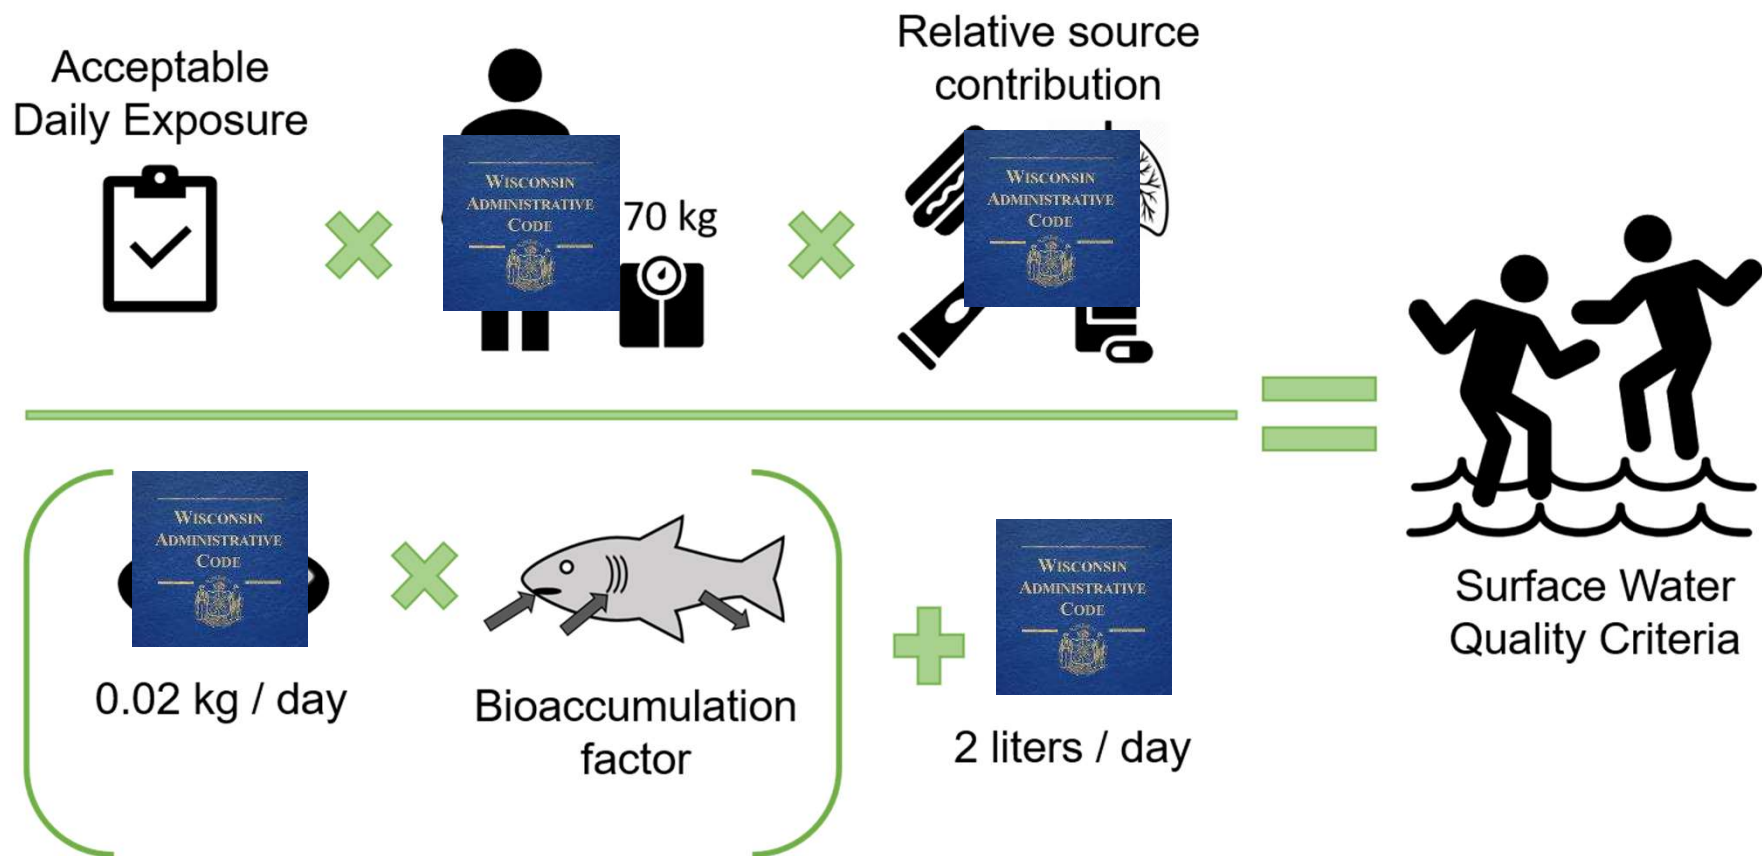 Acceptable
Daily Exposure
WISCONSIN
ADMINISTRATIVE
CODE
70 kg
Relative source
contribution
WISCONSIN
ADMINISTRATIVE
CODE
WISCONSIN
ADMINISTRATIVE
CODE
0.02 kg / day
Bioaccumulation
factor
WISCONSIN
ADMINISTRATIVE
CODE
2 liters / day
Surface Water
Quality Criteria